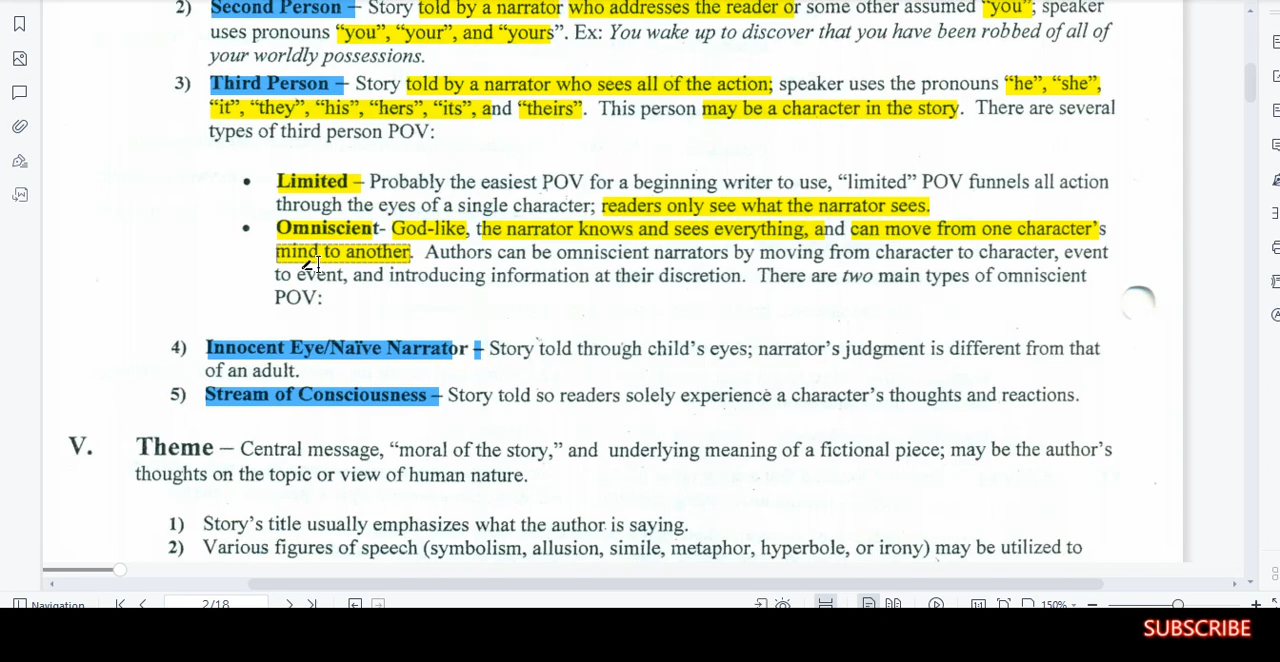 2) Second Person – Story told by a narrator who addresses the reader or some other assumed “you”; speaker
uses pronouns “you”, “your”, and “yours”. Ex: You wake up to discover that you have been robbed of all of
your worldly possessions.
3) Third Person – Story told by a narrator who sees all of the action; speaker uses the pronouns “he”, “she”,
“it”, “they”, “his”, “hers”, “its”, and “theirs”. This person may be a character in the story. There are several
types of third person POV:
• Limited – Probably the easiest POV for a beginning writer to use, “limited” POV funnels all action
through the eyes of a single character; readers only see what the narrator sees.
• Omniscient- God-like, the narrator knows and sees everything, and can move from one character’s
mind to another. Authors can be omniscient narrators by moving from character to character, event
to event, and introducing information at their discretion. There are two main types of omniscient
POV:
4) Innocent Eye/Naïve Narrator – Story told through child’s eyes; narrator’s judgment is different from that
of an adult.
5) Stream of Consciousness – Story told so readers solely experience a character’s thoughts and reactions.
V. Theme – Central message, “moral of the story,” and underlying meaning of a fictional piece; may be the author’s
thoughts on the topic or view of human nature.
1) Story’s title usually emphasizes what the author is saying.
2) Various figures of speech (symbolism, allusion, simile, metaphor, hyperbole, or irony) may be utilized to
Navigation 2/18 150%
SUBSCRIBE